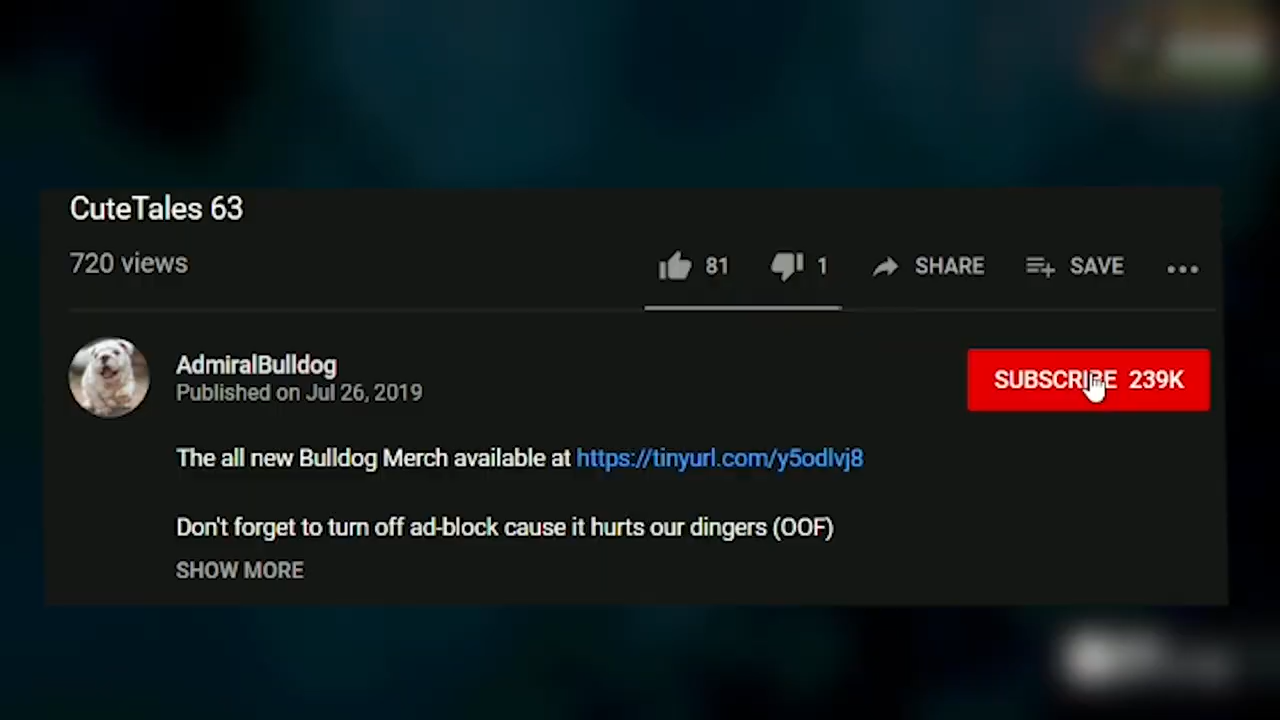 CuteTales 63
720 views
81 1 SHARE SAVE
AdmiralBulldog
Published on Jul 26, 2019
SUBSCRIBE 239K
The all new Bulldog Merch available at https://tinyurl.com/y5odlvj8
Don't forget to turn off ad-block cause it hurts our dingers (OOF)
SHOW MORE